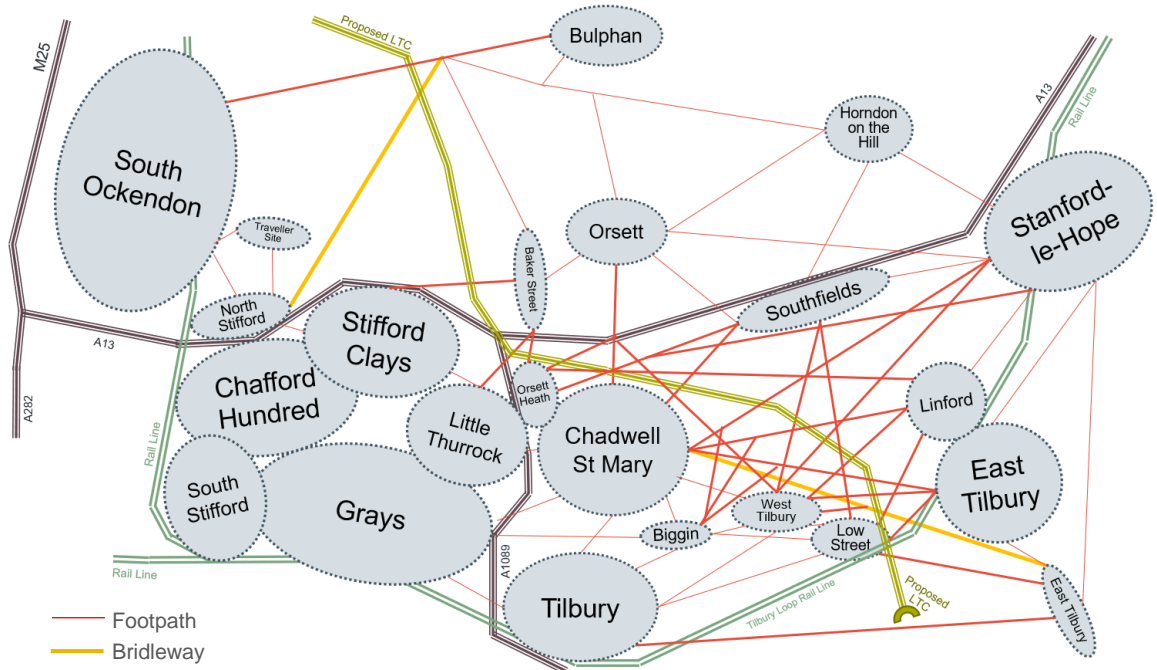 Proposed LTC
Bulphan
M25
A13
Rail Line
Horndon
on the
Hill
South
Ockendon
Stanford-
le-Hope
Traveller
Site
Orsett
Baker Street
North
Stifford
Southfields
Stifford
Clays
A13
Chafford
Hundred
Orsett
Heath
Linford
A282
Little
Thurrock
Chadwell
St Mary
Rail Line
East
Tilbury
South
Stifford
Grays
West
Tilbury
Biggin
Low
Street
A1089
Rail Line
Proposed
LTC
East Tilbury
Tilbury
Tilbury Loop Rail Line
Footpath
Bridleway